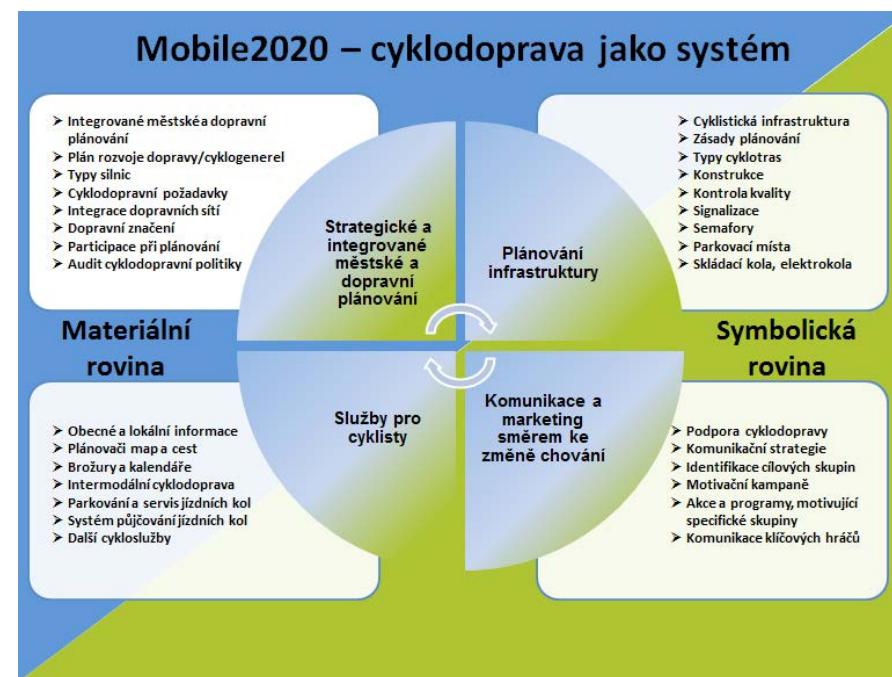 Mobile2020 – cyklodoprava jako systém
➢ Integrované městské a dopravní
plánování
➢ Plán rozvoje dopravy/cyklogenerel
➢ Typy silnic
➢ Cyklodopravní požadavky
➢ Integrace dopravních sítí
➢ Dopravní značení
➢ Participace při plánování
➢ Audit cyklodopravní politiky
Strategické a
integrované
městské a
dopravní
plánování
Plánování
infrastruktury
➢ Cyklistická infrastruktura
➢ Zásady plánování
➢ Typy cyklotras
➢ Konstrukce
➢ Kontrola kvality
➢ Signalizace
➢ Semafory
➢ Parkovací místa
➢ Skládací kola, elektrokola
Materiální
rovina
Symbolická
rovina
➢ Obecné a lokální informace
➢ Plánovači map a cest
➢ Brožury a kalendáře
➢ Intermodální cyklodoprava
➢ Parkování a servis jízdních kol
➢ Systém půjčování jízdních kol
➢ Další cykloslužby
Služby pro
cyklisty
Komunikace a
marketing
směrem ke
změně chování
➢ Podpora cyklodopravy
➢ Komunikační strategie
➢ Identifikace cílových skupin
➢ Motivační kampaně
➢ Akce a programy, motivující
specifické skupiny
➢ Komunikace klíčových hráčů